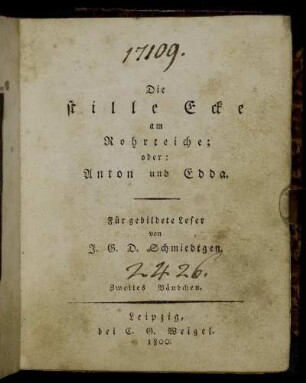 17109.
Die
stille Ecke
am
Rohrteiche;
oder:
Anton und Edda.
Für gebildete Leser
von
J. G. D. Schmiedtgen.
2426.
Zweites Bändchen.
Leipzig,
bei C. G. Weigel.
1800.